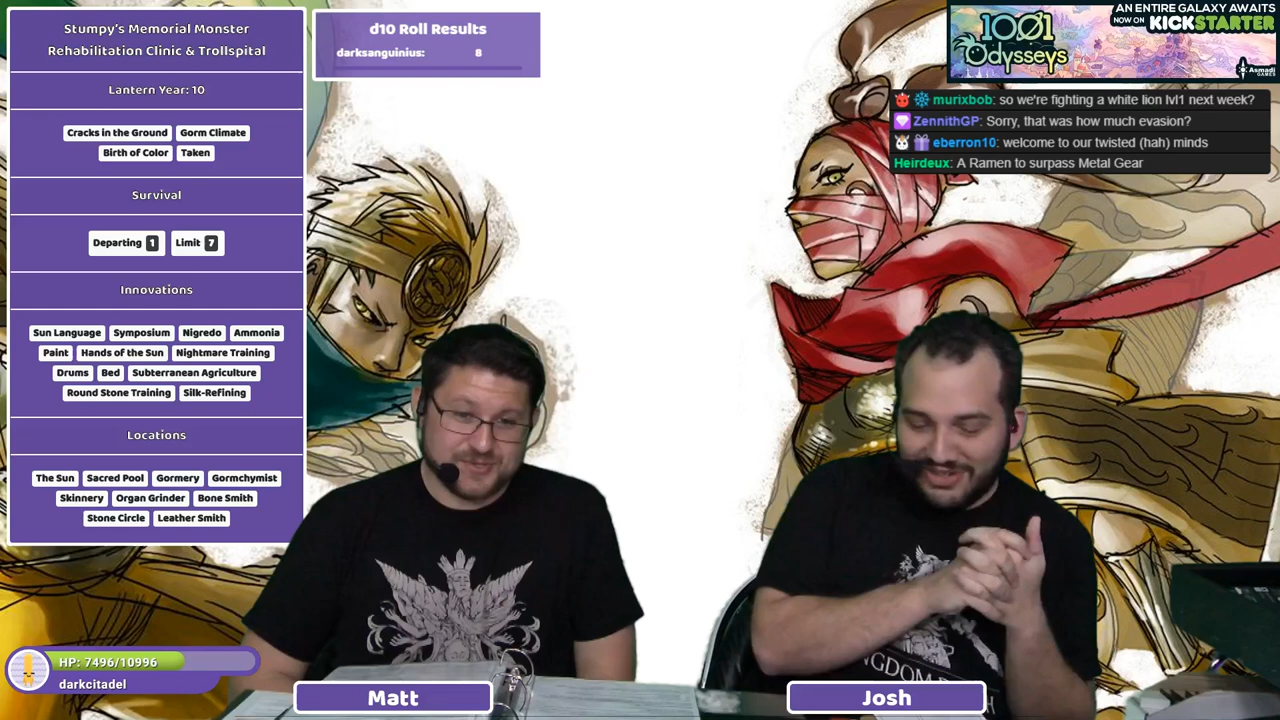 Stumpy's Memorial Monster
Rehabilitation Clinic & Trollspital
Lantern Year: 10
Cracks in the Ground Gorm Climate
Birth of Color Taken
Survival
Departing 1 Limit 7
Innovations
Sun Language Symposium Nigredo Ammonia
Paint Hands of the Sun Nightmare Training
Drums Bed Subterranean Agriculture
Round Stone Training Silk-Refining
Locations
The Sun Sacred Pool Gormery Gormchymist
Skinnery Organ Grinder Bone Smith
Stone Circle Leather Smith
d10 Roll Results
darksanguinius: 8
1001
Odysseys
AN ENTIRE GALAXY AWAITS
NOW ON KICKSTARTER
Asmadi
GAMES
murixbob: so we're fighting a white lion lvl1 next week?
ZennithGP: Sorry, that was how much evasion?
eberron10: welcome to our twisted (hah) minds
Heirdeux: A Ramen to surpass Metal Gear
HP: 7496/10996
darkcitadel
Matt
Josh